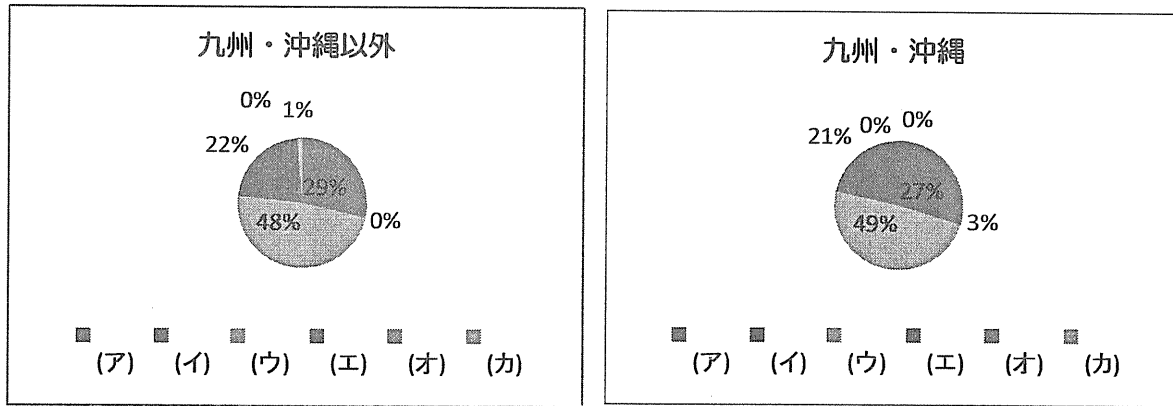 九州・沖縄以外
0% 1%
22%
29%
48%
0%
(ア) (イ) (ウ) (エ) (オ) (カ)
九州・沖縄
21% 0% 0%
27%
49%
3%
(ア) (イ) (ウ) (エ) (オ) (カ)